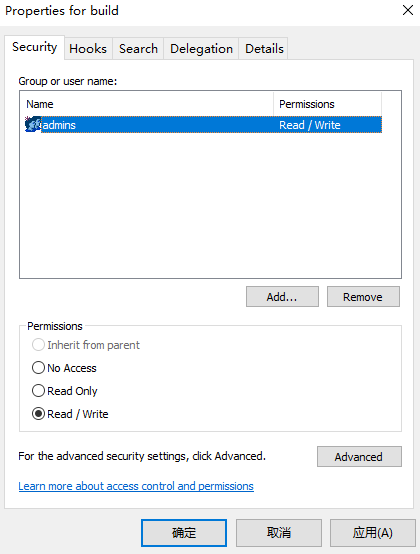 Properties for build
Security Hooks Search Delegation Details
Group or user name:
Name Permissions
admins Read / Write
Add... Remove
Permissions
Inherit from parent
No Access
Read Only
Read / Write
For the advanced security settings, click Advanced. Advanced
Learn more about access control and permissions
确定 取消 应用(A)